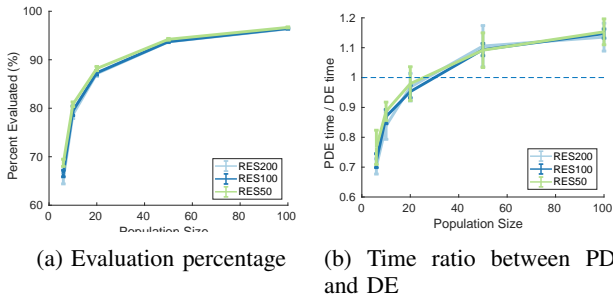 100
90
80
70
60
Percent Evaluated (%)
0 20 40 60 80 100
Population Size
RES200
RES100
RES50
(a) Evaluation percentage
1.2
1.1
1
0.9
0.8
0.7
0.6
PDE time / DE time
0 20 40 60 80 100
Population Size
RES200
RES100
RES50
(b) Time ratio between PD
and DE